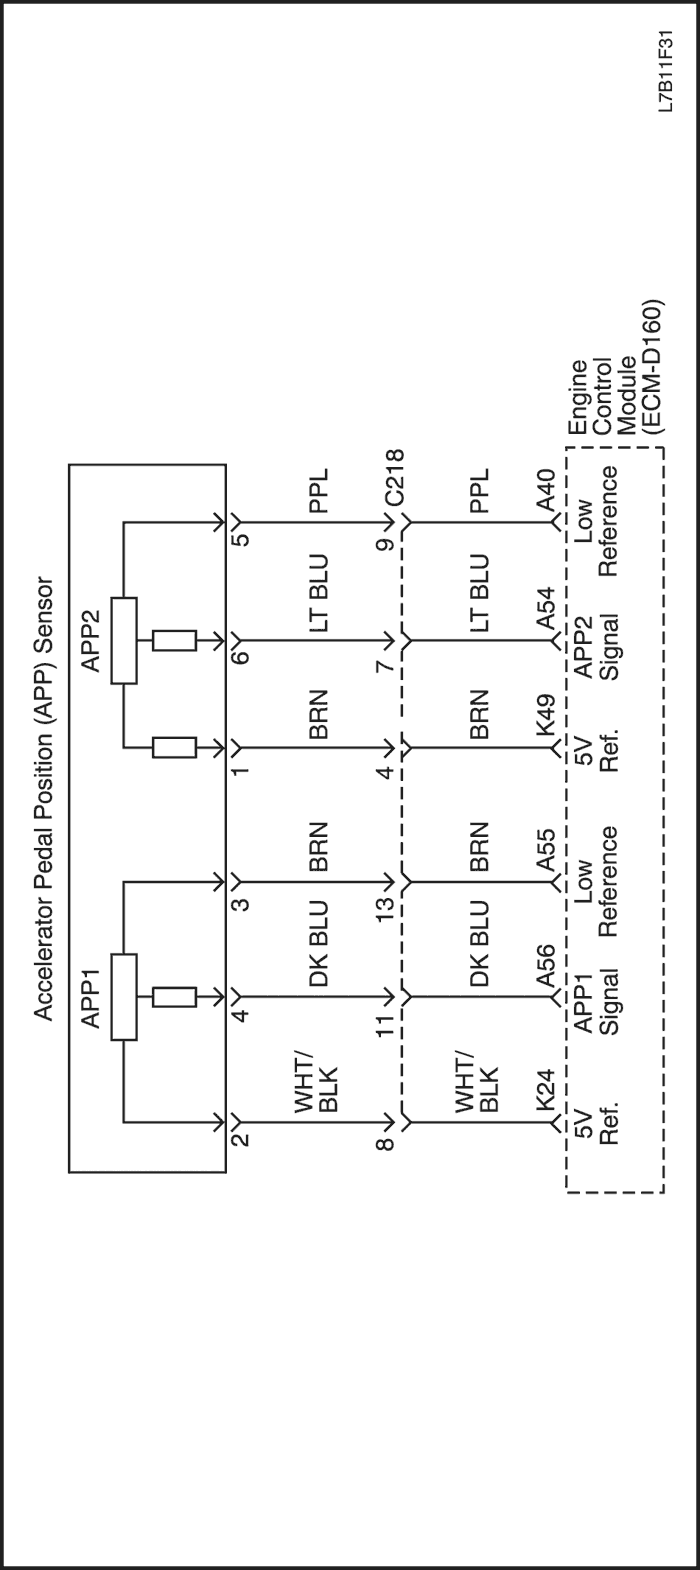 Accelerator Pedal Position (APP) Sensor
APP1
APP2
2
4
3
1
6
5
WHT/
BLK
DK BLU
BRN
BRN
LT BLU
PPL
8
11
13
4
7
9
C218
WHT/
BLK
DK BLU
BRN
BRN
LT BLU
PPL
K24
A56
A55
K49
A54
A40
5V
Ref.
APP1
Signal
Low
Reference
5V
Ref.
APP2
Signal
Low
Reference
Engine
Control
Module
(ECM-D160)
L7B11F31